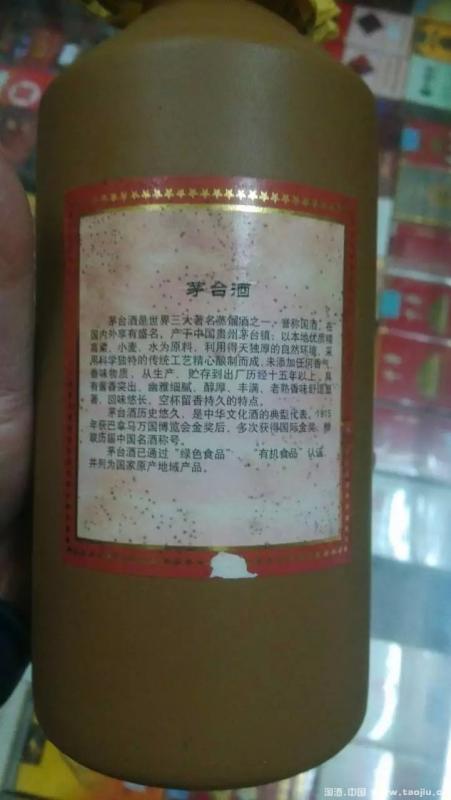 茅台酒
茅台酒是世界三大著名蒸馏酒之一，誉称国酒，在
国内外享有盛名，产于中国贵州茅台镇；以本地优质糯
高粱、小麦、水为原料，利用得天独厚的自然环境，采
用科学独特的传统工艺精心酿制而成，未添加任何香气、
香味物质，从生产、贮存到出厂历经十五年以上，具
有酱香突出、幽雅细腻、醇厚、丰满、老熟香味舒适显
著、回味悠长、空杯留香持久的特点。
茅台酒历史悠久，是中华文化酒的典型代表，1915
年获巴拿马万国博览会金奖后，多次获得国际金奖，蝉
联历届中国名酒称号。
茅台酒已通过“绿色食品”、“有机食品”认证，
并列为国家原产地域产品。
国酒.中国 www.taojiu.c